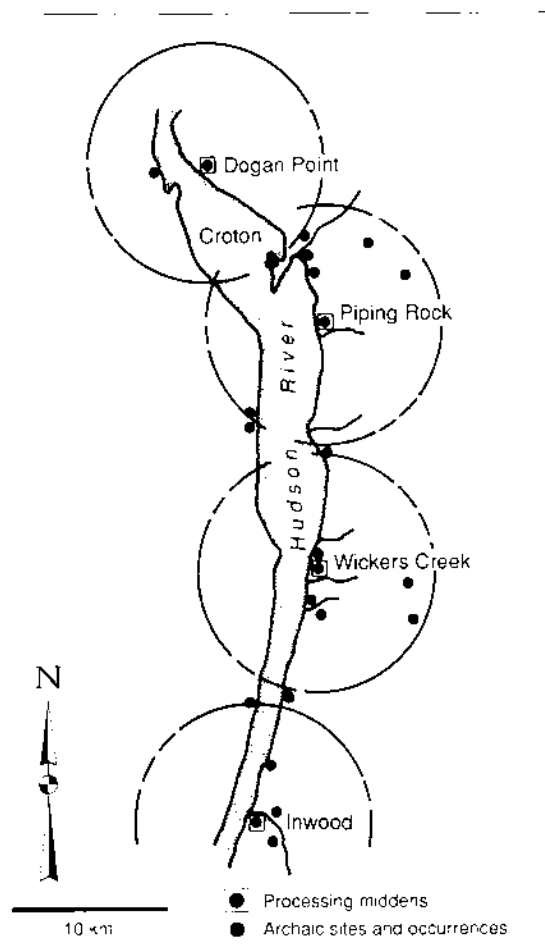 Dogan Point
Croton
Piping Rock
Hudson River
Wickers Creek
N
Inwood
Processing middens
10 km
Archaic sites and occurrences